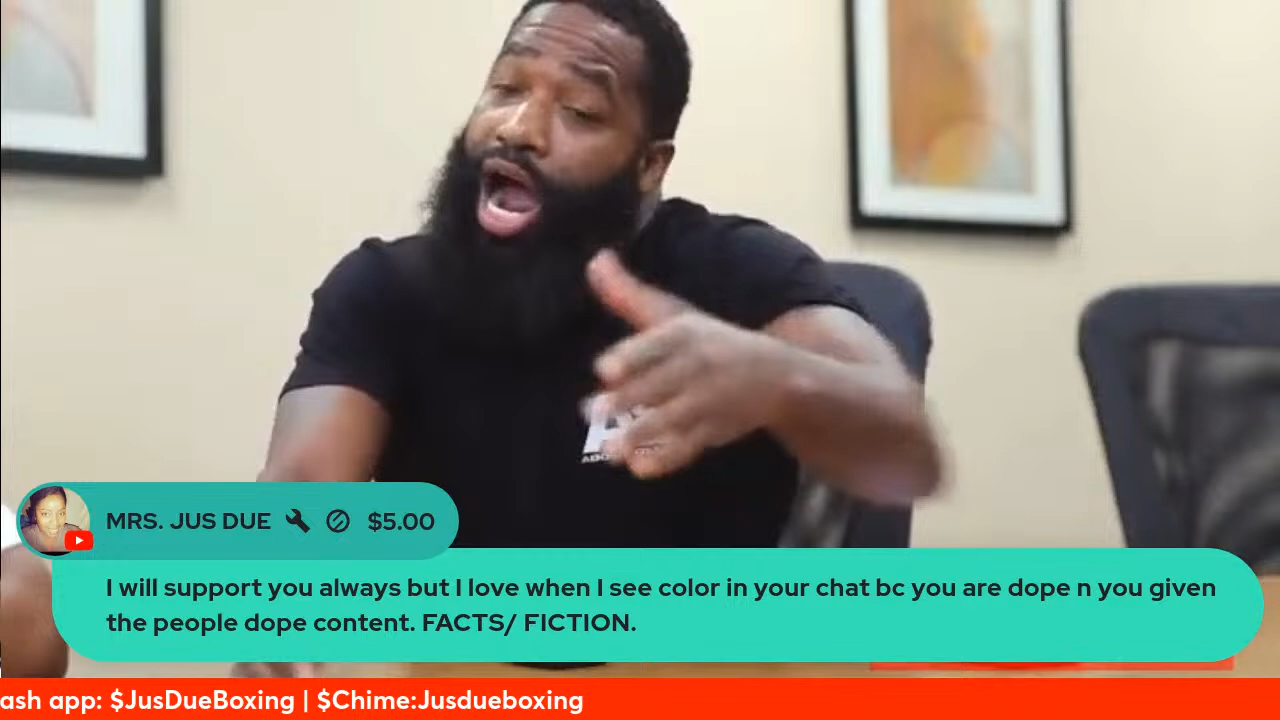 MRS. JUS DUE $5.00
I will support you always but I love when I see color in your chat bc you are dope n you given
the people dope content. FACTS/ FICTION.
ash app: $JusDueBoxing | $Chime:Jusdueboxing